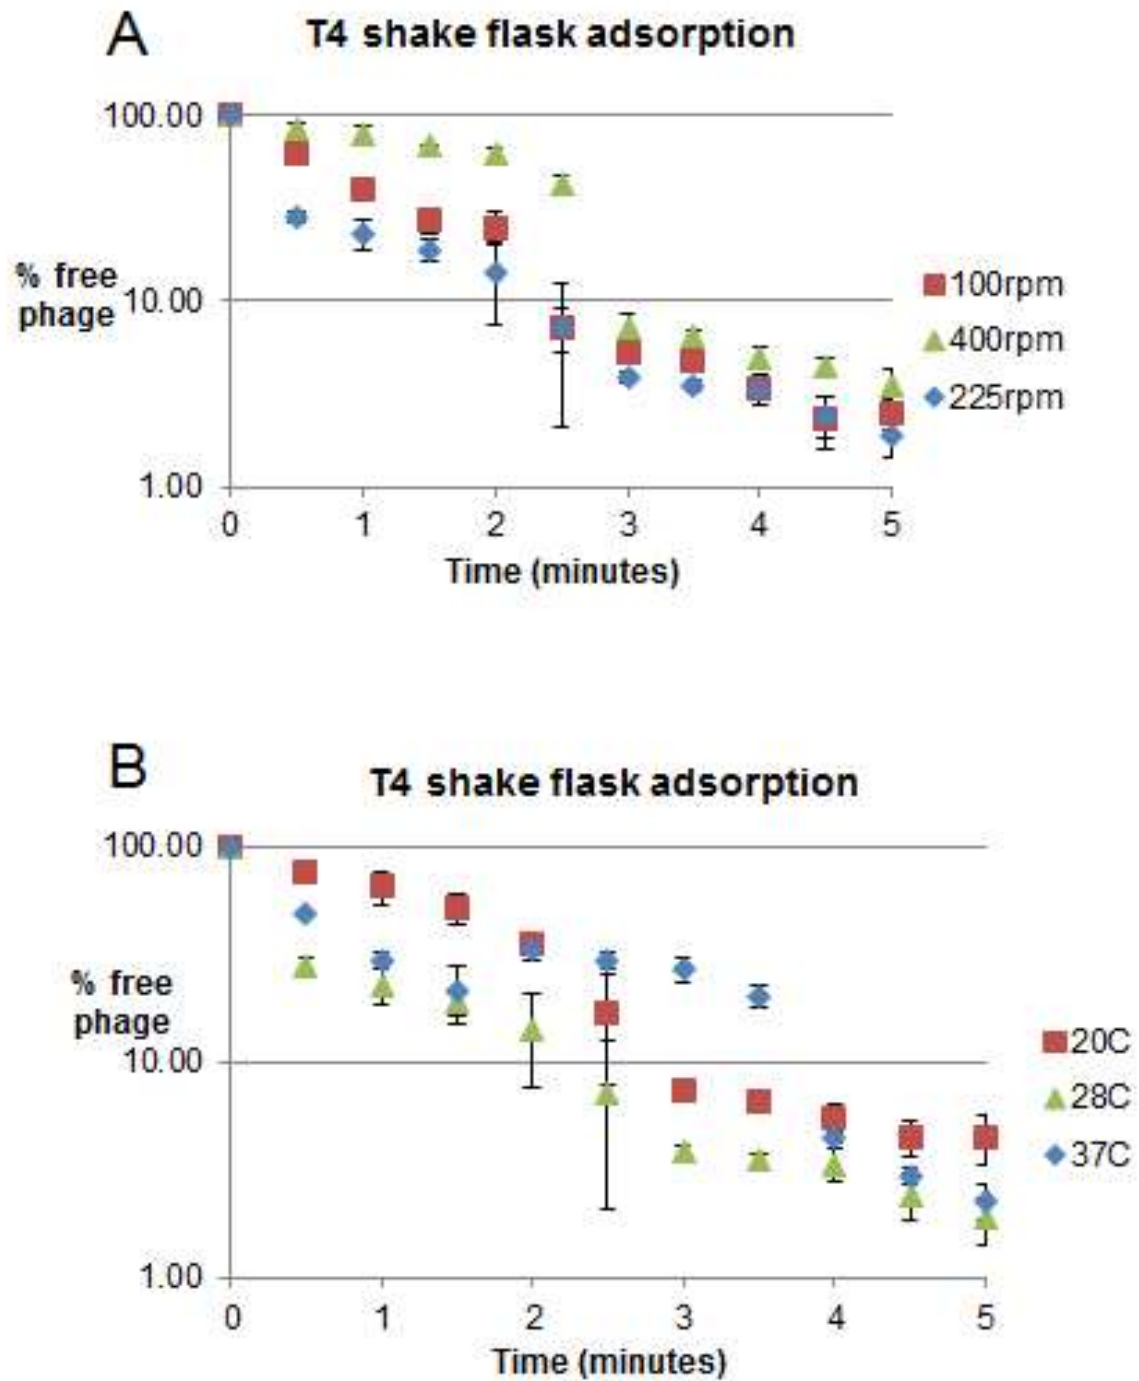 A
T4 shake flask adsorption
100.00
10.00
1.00
% free
phage
0 1 2 3 4 5
Time (minutes)
100rpm
400rpm
225rpm
B
T4 shake flask adsorption
100.00
10.00
1.00
% free
phage
0 1 2 3 4 5
Time (minutes)
20C
28C
37C